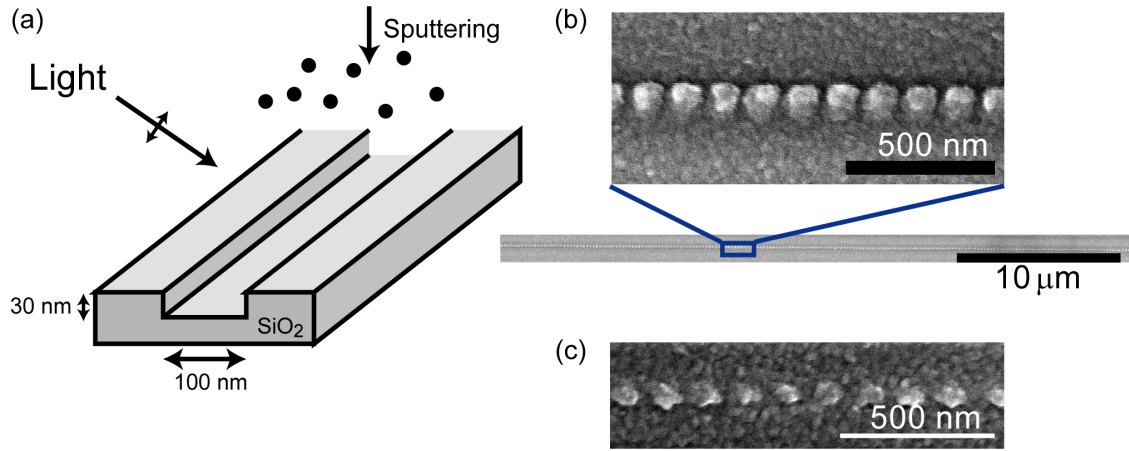 (a)
Sputtering
Light
30 nm
SiO₂
100 nm
(b)
500 nm
10 μm
(c)
500 nm